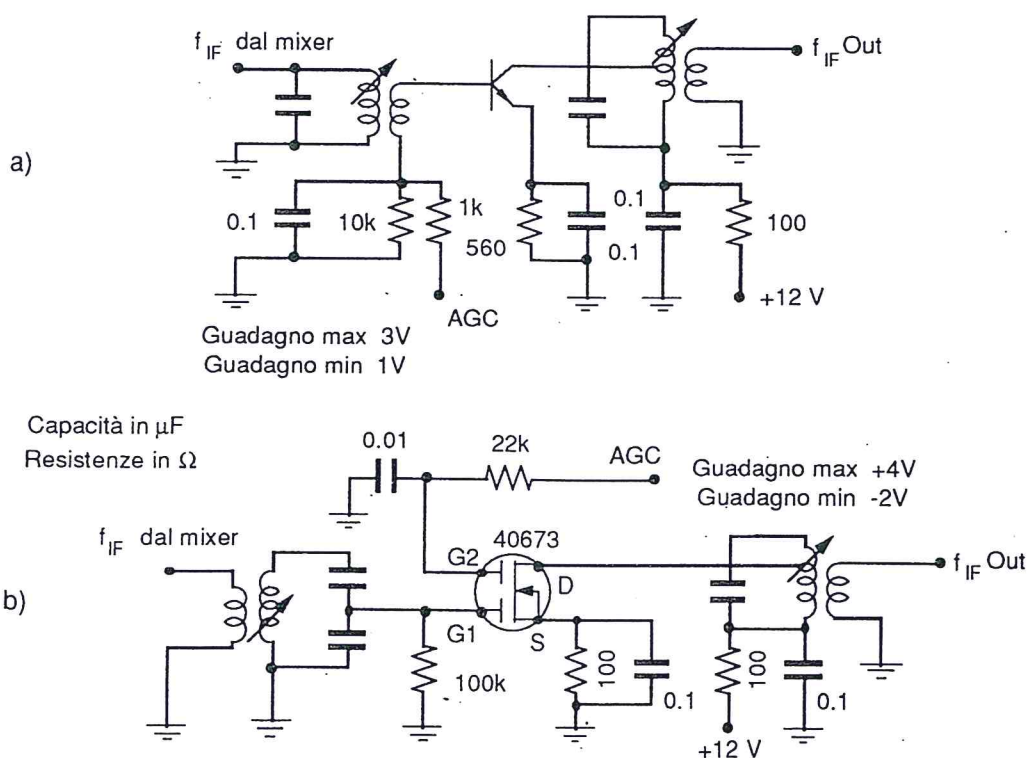 f IF dal mixer
f IF Out
a)
0.1
10k
1k
560
0.1
0.1
100
+12 V
AGC
Guadagno max 3V
Guadagno min 1V
Capacità in µF
Resistenze in Ω
0.01
22k
AGC
Guadagno max +4V
Guadagno min -2V
f IF dal mixer
40673
G2
D
f IF Out
b)
G1
S
100k
100
0.1
100
0.1
+12 V